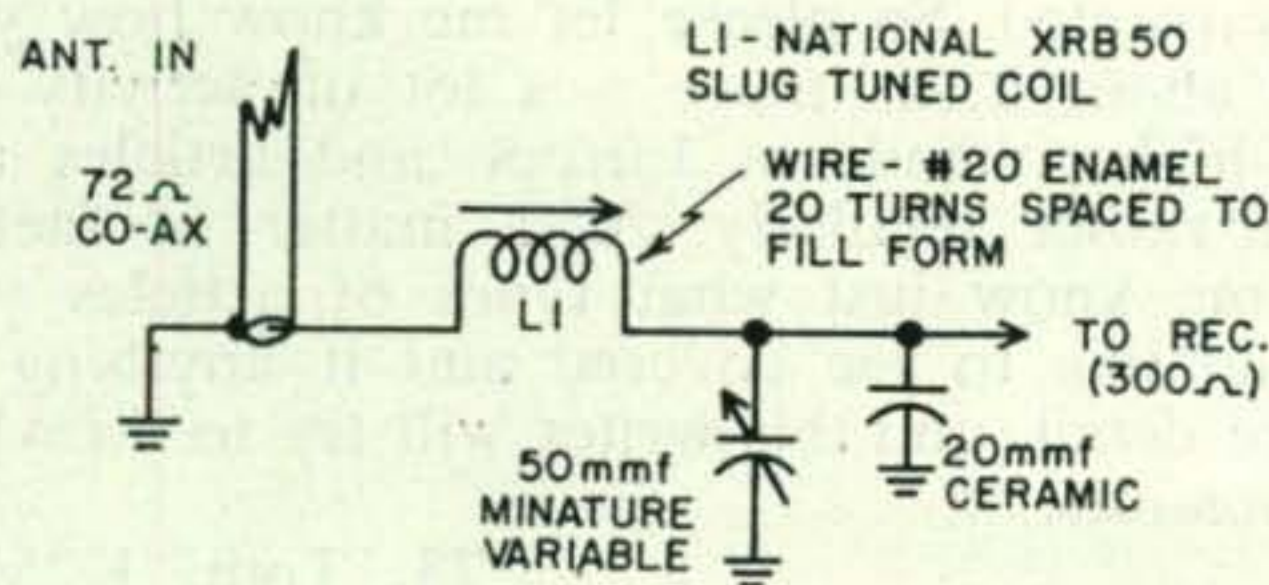 ANT. IN
72Ω
CO-AX
L1-NATIONAL XRB50
SLUG TUNED COIL
WIRE - #20 ENAMEL
20 TURNS SPACED TO
FILL FORM
L1
TO REC.
(300Ω)
50mmf
MINATURE
VARIABLE
20mmf
CERAMIC